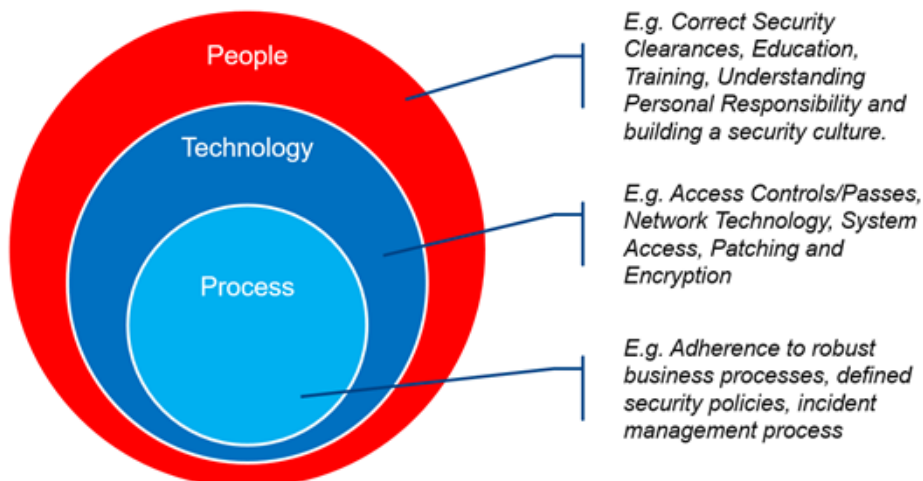 People
E.g. Correct Security
Clearances, Education,
Training, Understanding
Personal Responsibility and
building a security culture.
Technology
E.g. Access Controls/Passes,
Network Technology, System
Access, Patching and
Encryption
Process
E.g. Adherence to robust
business processes, defined
security policies, incident
management process